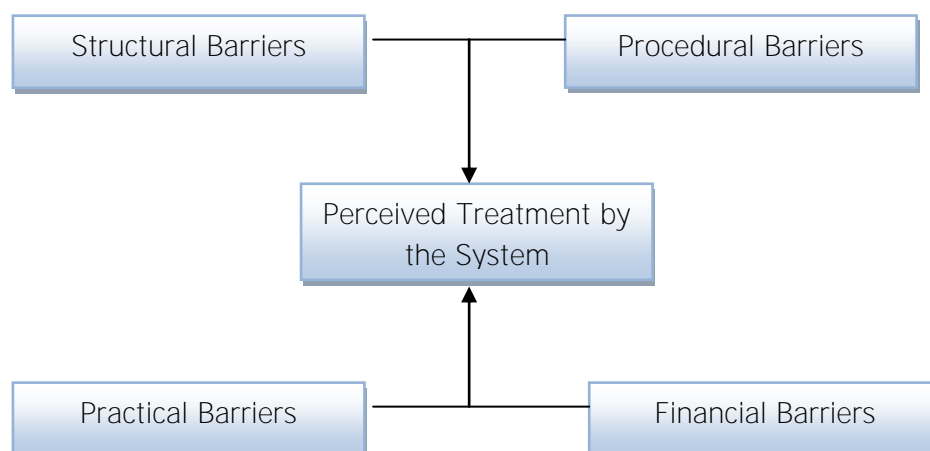 Structural Barriers
Procedural Barriers
Perceived Treatment by
the System
Practical Barriers
Financial Barriers